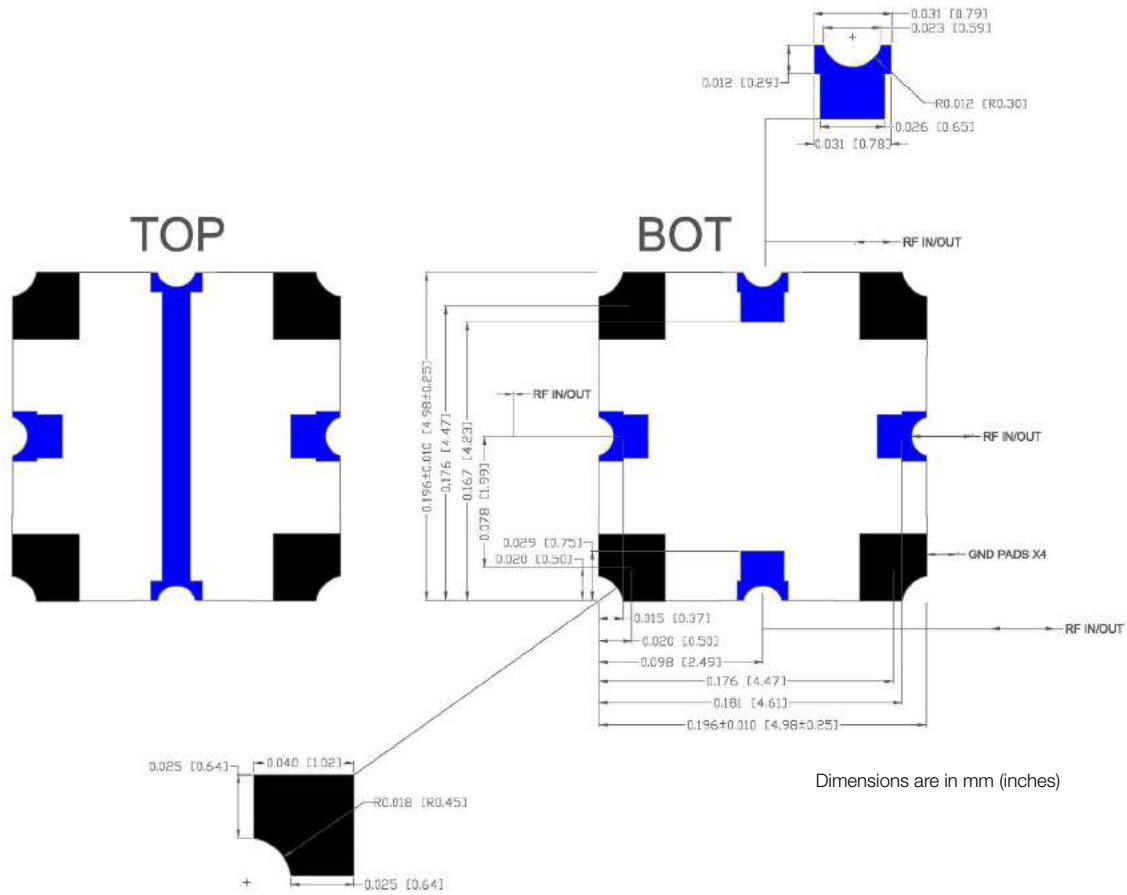 0.031 [0.79]
0.023 [0.59]
0.012 [0.29]
R0.012 [R0.30]
0.026 [0.65]
0.031 [0.78]
TOP
BOT
RF IN/OUT
0.196±0.010 [4.98±0.25]
0.176 [4.47]
0.167 [4.23]
RF IN/OUT
0.078 [1.99]
RF IN/OUT
0.029 [0.75]
0.020 [0.50]
GND PADS X4
0.015 [0.37]
0.020 [0.50]
RF IN/OUT
0.098 [2.49]
0.176 [4.47]
0.181 [4.61]
0.196±0.010 [4.98±0.25]
0.025 [0.64]
0.040 [1.02]
Dimensions are in mm (inches)
R0.018 [R0.45]
0.025 [0.64]